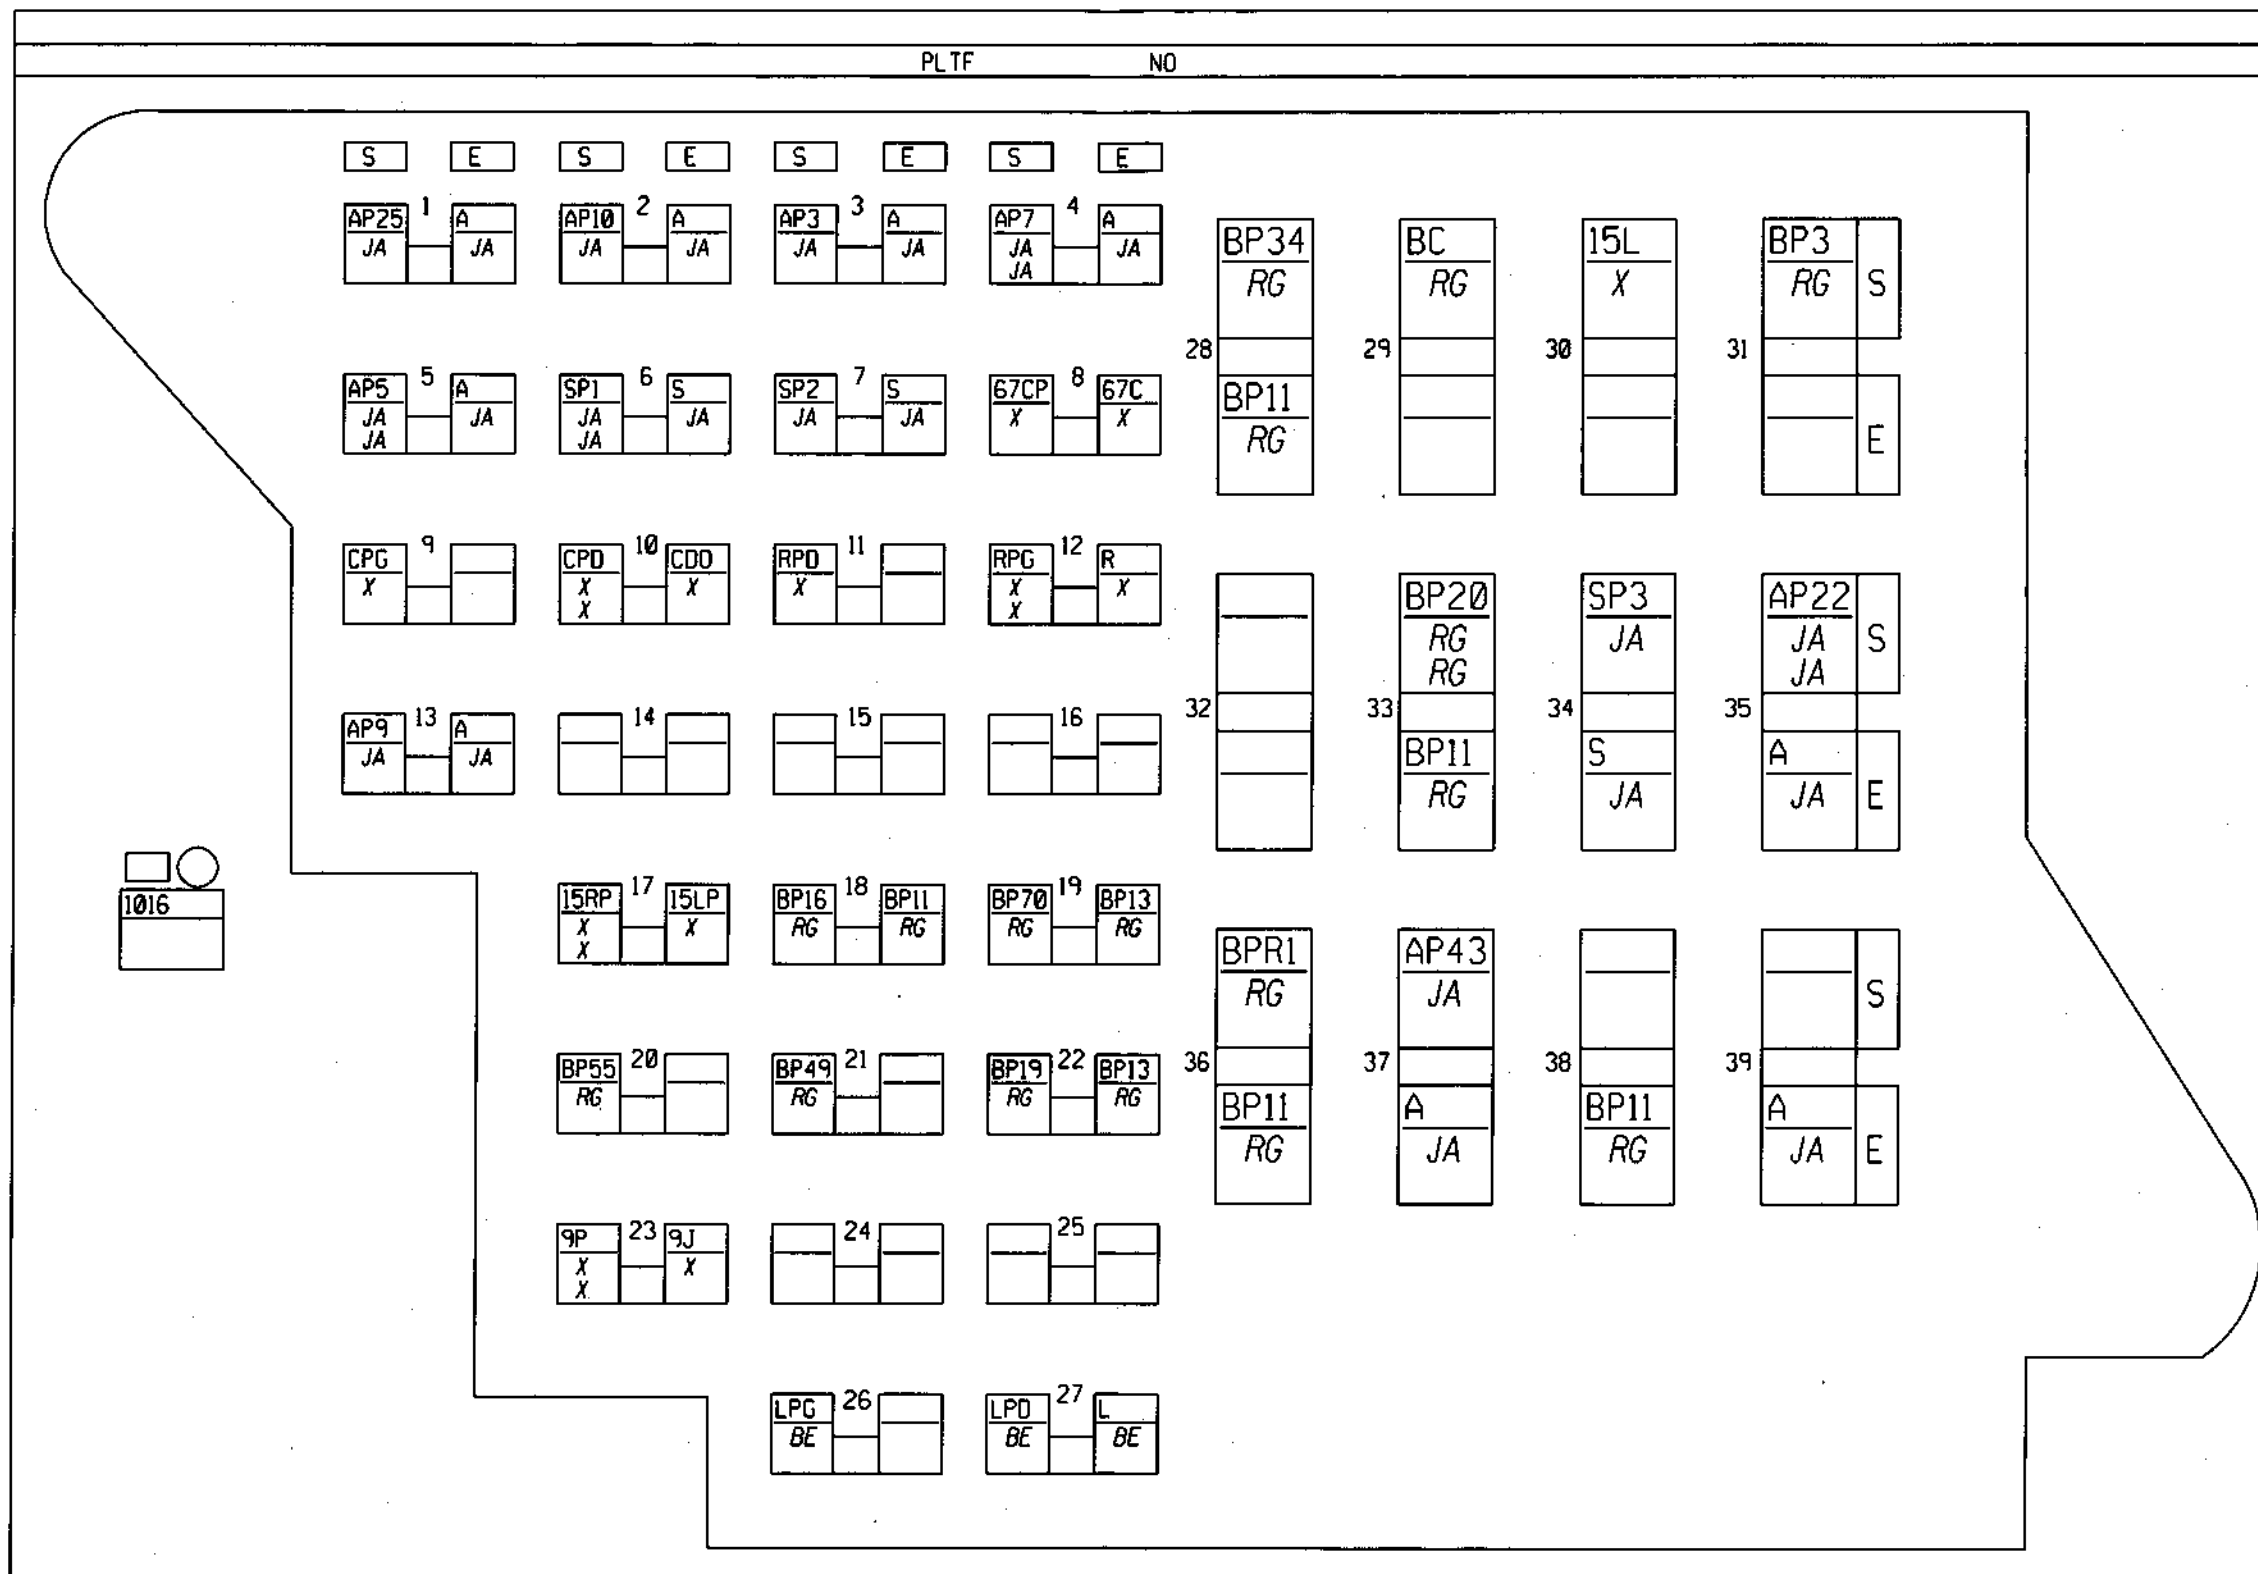 PLTF NO
S E S E S E S E
AP25 1 A AP10 2 A AP3 3 A AP7 4 A
JA JA JA JA JA JA JA JA
JA
BP34 BC 15L BP3
RG RG X RG S
28 29 30 31
AP5 5 A SP1 6 S SP2 7 S 67CP 8 67C
JA JA JA JA JA JA X X
JA JA
BP11
RG E
CPG 9 CPD 10 CDD RPD 11 RPG 12 R
X X X X X X
X X
BP20 SP3 AP22
RG JA JA S
RG JA
32 33 34 35
AP9 13 A 14 15 16
JA JA
BP11 S A
RG JA JA E
1016
15RP 17 15LP BP16 18 BP11 BP70 19 BP13
X X RG RG RG RG
X
BPR1 AP43
RG JA S
36 37 38 39
BP55 20 BP49 21 BP19 22 BP13
RG RG RG RG
BP11 A BP11 A
RG JA RG JA E
9P 23 9J 24 25
X X
X
LPG 26 LPD 27 L
BE BE BE